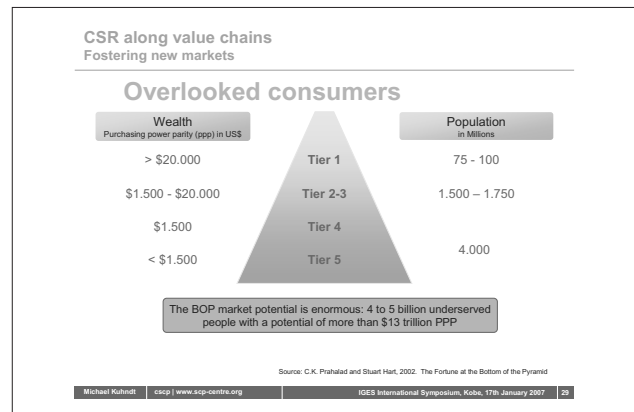 CSR along value chains
Fostering new markets
Overlooked consumers
Wealth
Purchasing power parity (ppp) in US$
Population
in Millions
> $20.000 Tier 1 75 - 100
$1.500 - $20.000 Tier 2-3 1.500 – 1.750
$1.500 Tier 4
4.000
< $1.500 Tier 5
The BOP market potential is enormous: 4 to 5 billion underserved
people with a potential of more than $13 trillion PPP
Source: C.K. Prahalad and Stuart Hart, 2002. The Fortune at the Bottom of the Pyramid
Michael Kuhndt cscp | www.scp-centre.org IGES International Symposium, Kobe, 17th January 2007 29